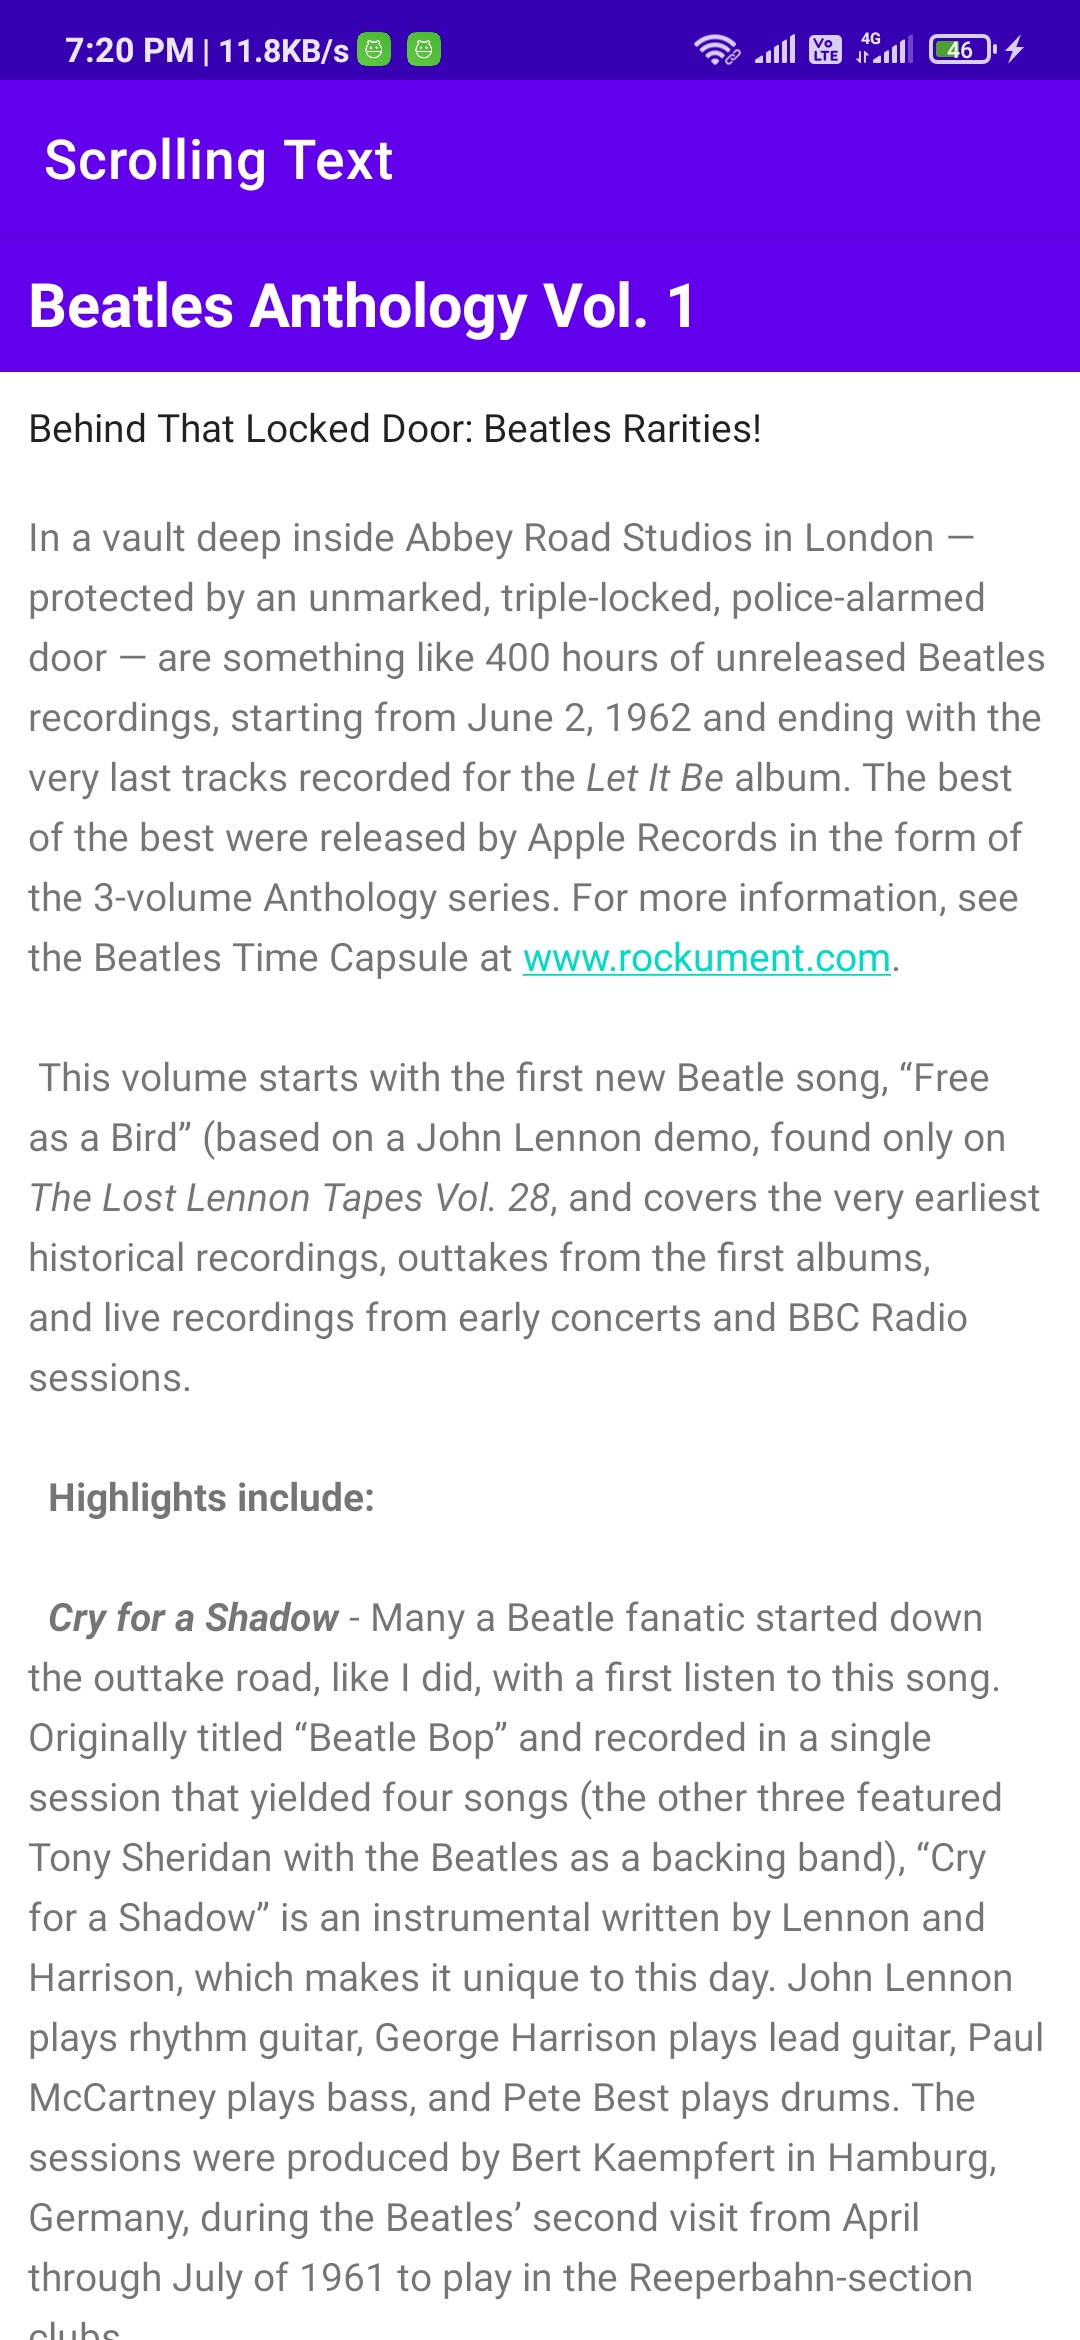 7:20 PM | 11.8KB/s Vo LTE 4G 46
Scrolling Text
Beatles Anthology Vol. 1
Behind That Locked Door: Beatles Rarities!
In a vault deep inside Abbey Road Studios in London —
protected by an unmarked, triple-locked, police-alarmed
door — are something like 400 hours of unreleased Beatles
recordings, starting from June 2, 1962 and ending with the
very last tracks recorded for the Let It Be album. The best
of the best were released by Apple Records in the form of
the 3-volume Anthology series. For more information, see
the Beatles Time Capsule at www.rockument.com.
This volume starts with the first new Beatle song, “Free
as a Bird” (based on a John Lennon demo, found only on
The Lost Lennon Tapes Vol. 28, and covers the very earliest
historical recordings, outtakes from the first albums,
and live recordings from early concerts and BBC Radio
sessions.
Highlights include:
Cry for a Shadow - Many a Beatle fanatic started down
the outtake road, like I did, with a first listen to this song.
Originally titled “Beatle Bop” and recorded in a single
session that yielded four songs (the other three featured
Tony Sheridan with the Beatles as a backing band), “Cry
for a Shadow” is an instrumental written by Lennon and
Harrison, which makes it unique to this day. John Lennon
plays rhythm guitar, George Harrison plays lead guitar, Paul
McCartney plays bass, and Pete Best plays drums. The
sessions were produced by Bert Kaempfert in Hamburg,
Germany, during the Beatles’ second visit from April
through July of 1961 to play in the Reeperbahn-section
clubs